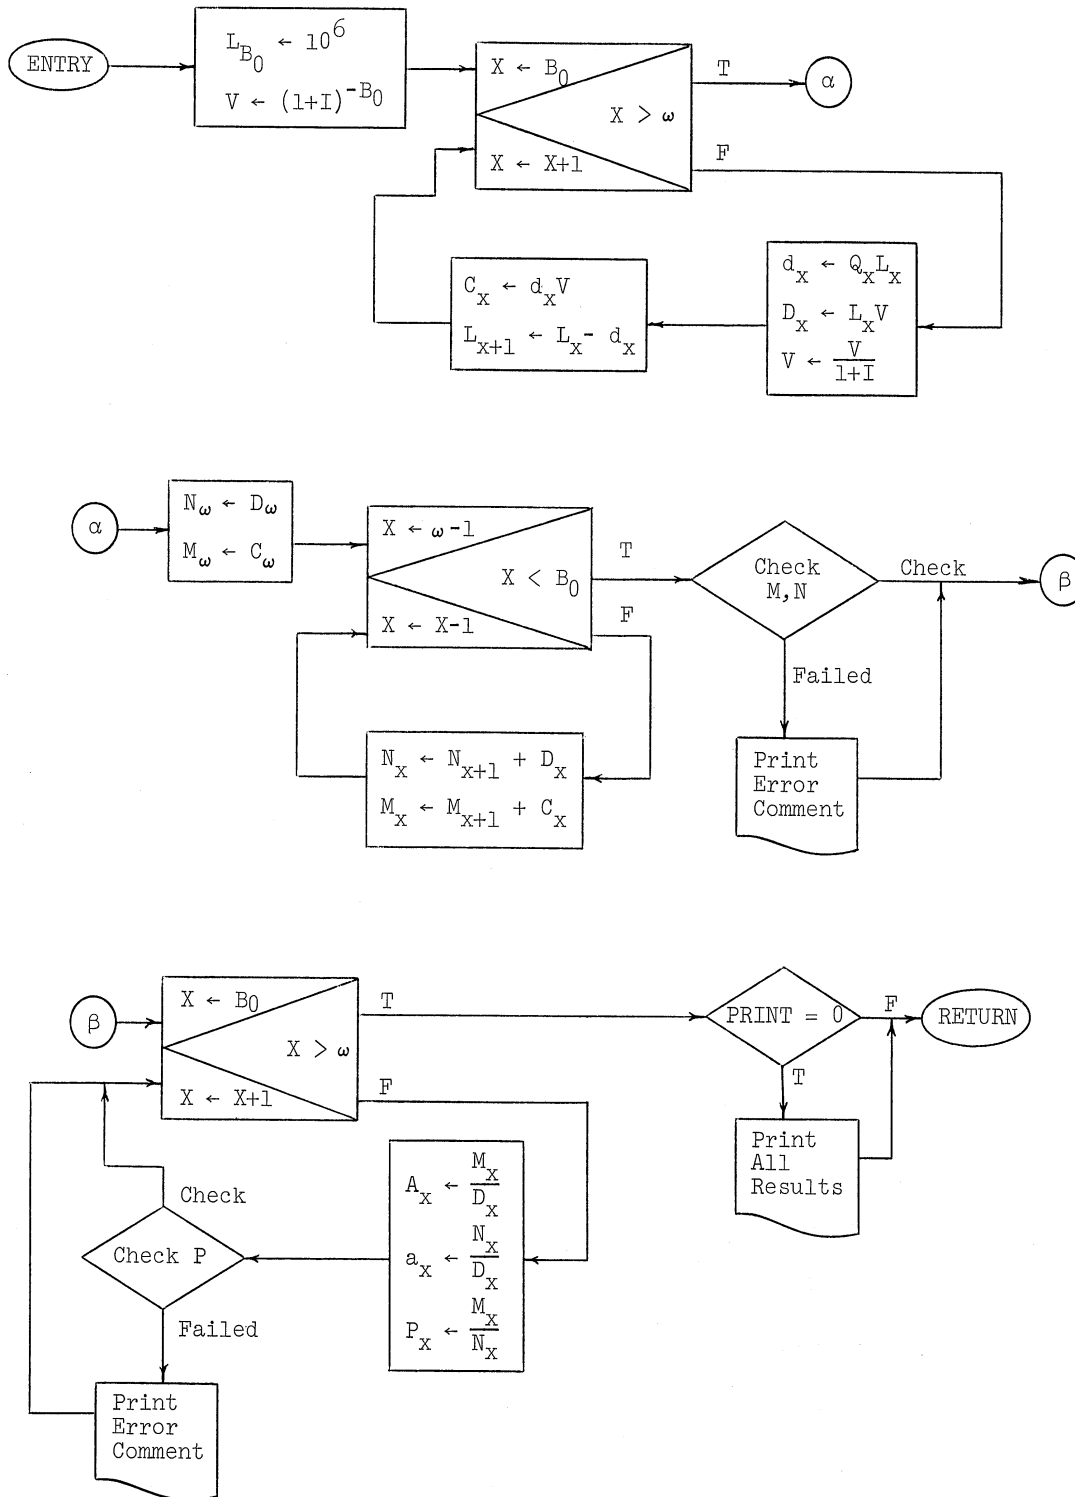 ENTRY
L_{B_0} ← 10^6
V ← (1+I)^{-B_0}
X ← B_0
X > ω
X ← X+1
T
α
F
d_x ← Q_x L_x
D_x ← L_x V
V ← V/1+I
C_x ← d_x V
L_{x+1} ← L_x - d_x
α
N_ω ← D_ω
M_ω ← C_ω
X ← ω-1
X < B_0
X ← X-1
T
F
Check
M,N
Check
β
Failed
Print
Error
Comment
N_x ← N_{x+1} + D_x
M_x ← M_{x+1} + C_x
β
X ← B_0
X > ω
X ← X+1
T
F
PRINT = 0
F
RETURN
T
Print
All
Results
A_x ← M_x/D_x
a_x ← N_x/D_x
P_x ← M_x/N_x
Check
Check P
Failed
Print
Error
Comment